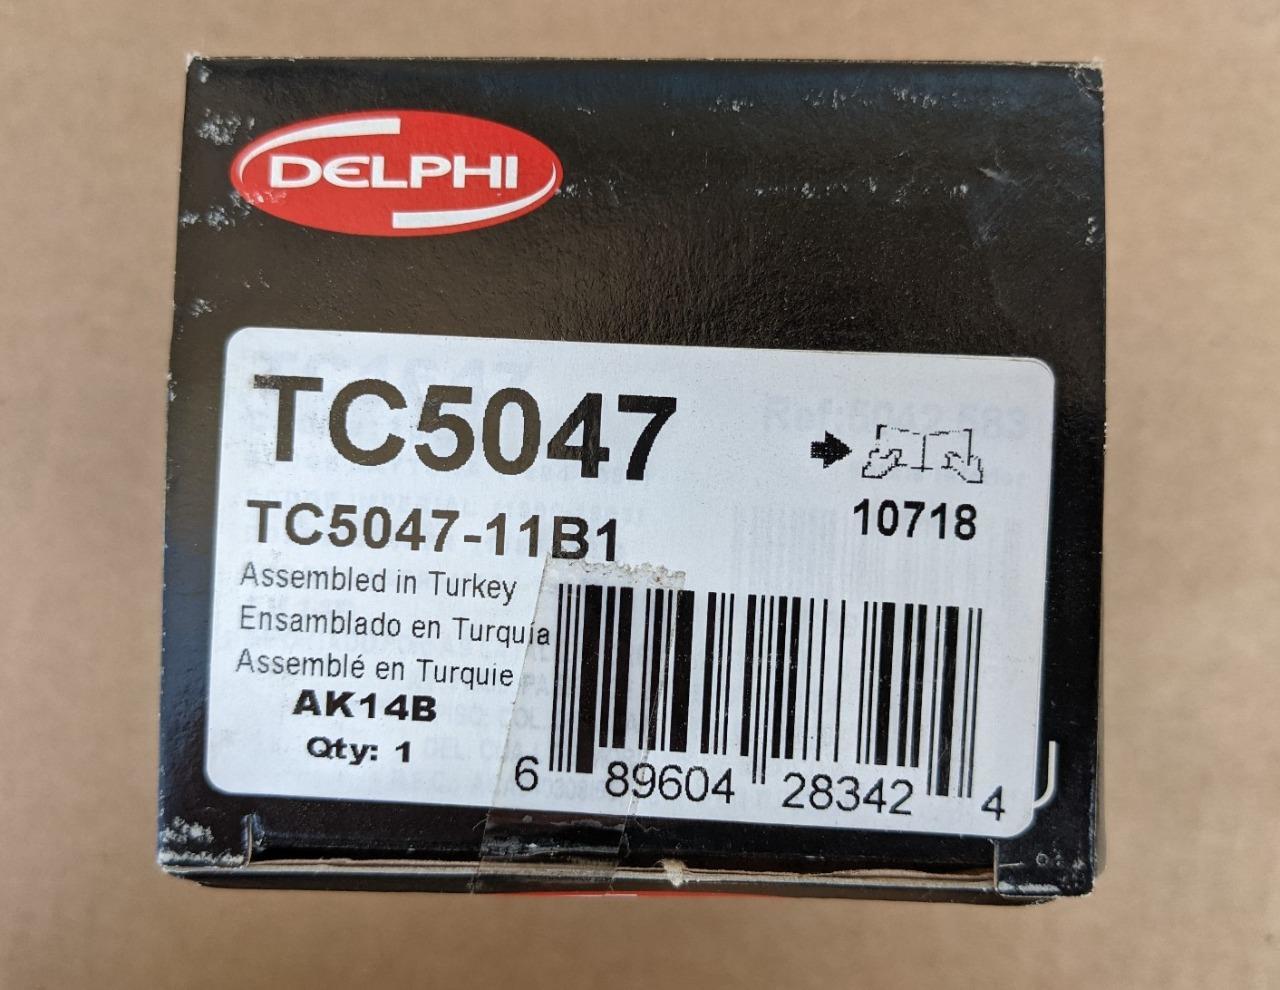 DELPHI
TC5047
10718
TC5047-11B1
Assembled in Turkey
Ensamblado en Turquía
Assemblé en Turquie
AK14B
Qty: 1
6 89604 28342 4